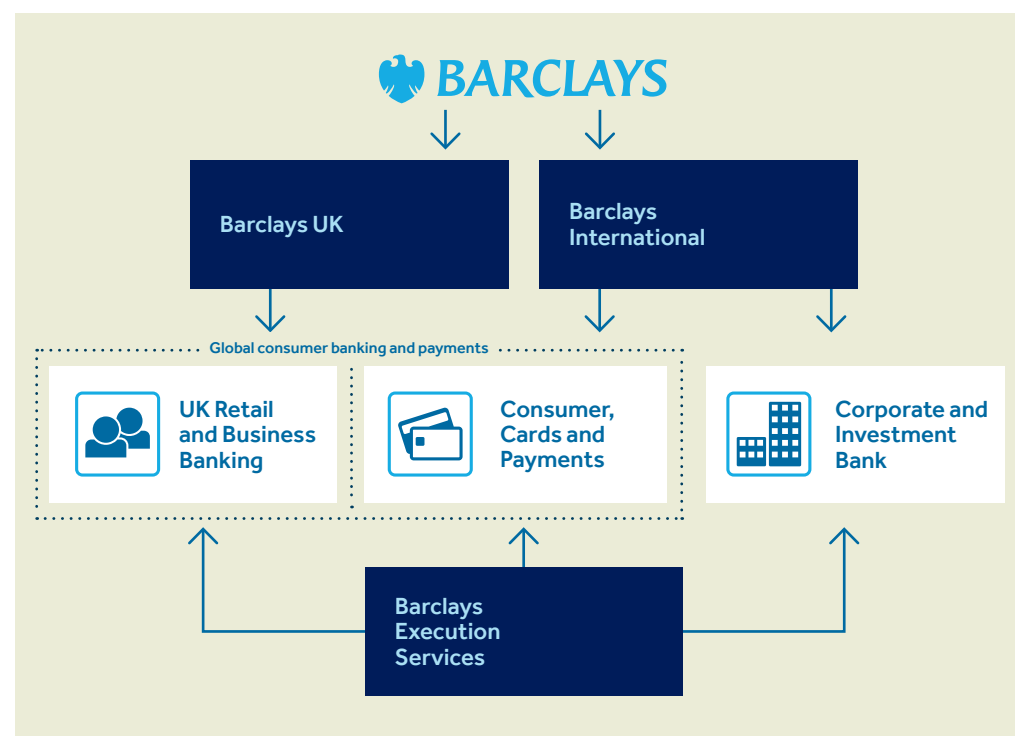 BARCLAYS
Barclays UK
Barclays
International
Global consumer banking and payments
UK Retail
and Business
Banking
Consumer,
Cards and
Payments
Corporate and
Investment
Bank
Barclays
Execution
Services